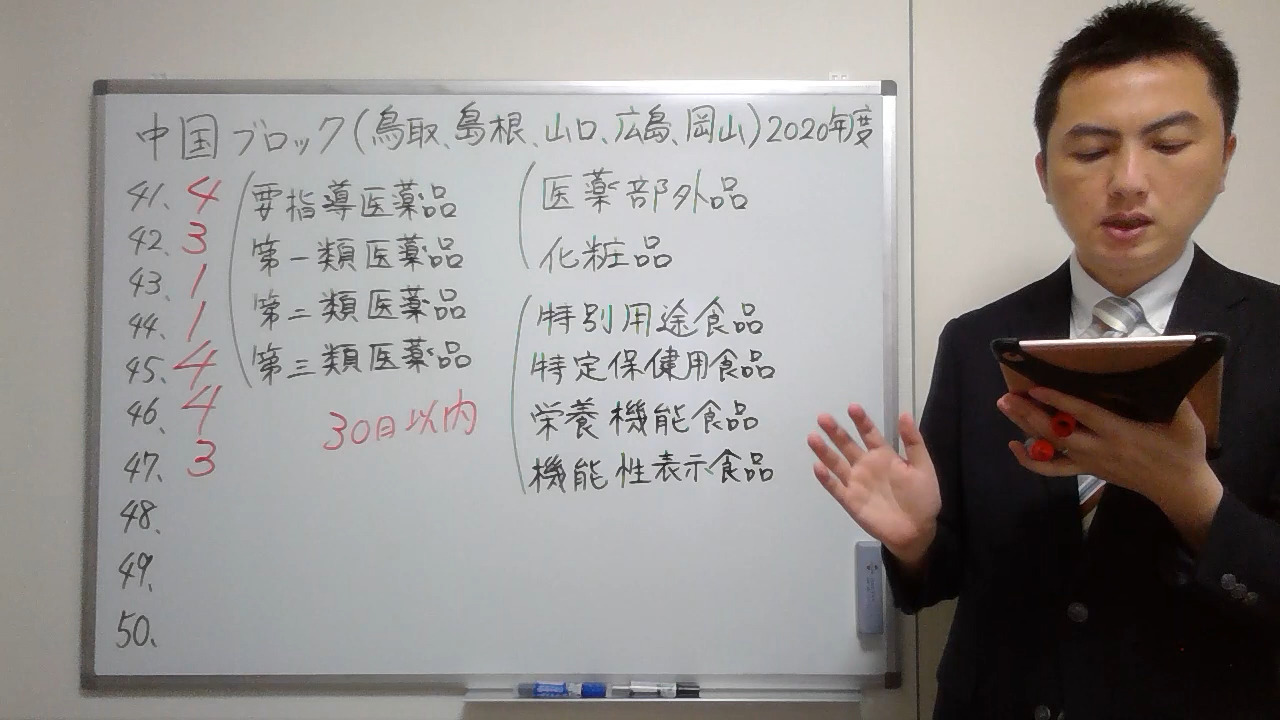 中国ブロック(鳥取、島根、山口、広島、岡山)2020年度
41、4
42、3
43、1
44、1
45、4
46、4
47、3
48、
49、
50、
要指導医薬品
第一類医薬品
第二類医薬品
第三類医薬品
30日以内
医薬部外品
化粧品
特別用途食品
特定保健用食品
栄養機能食品
機能性表示食品